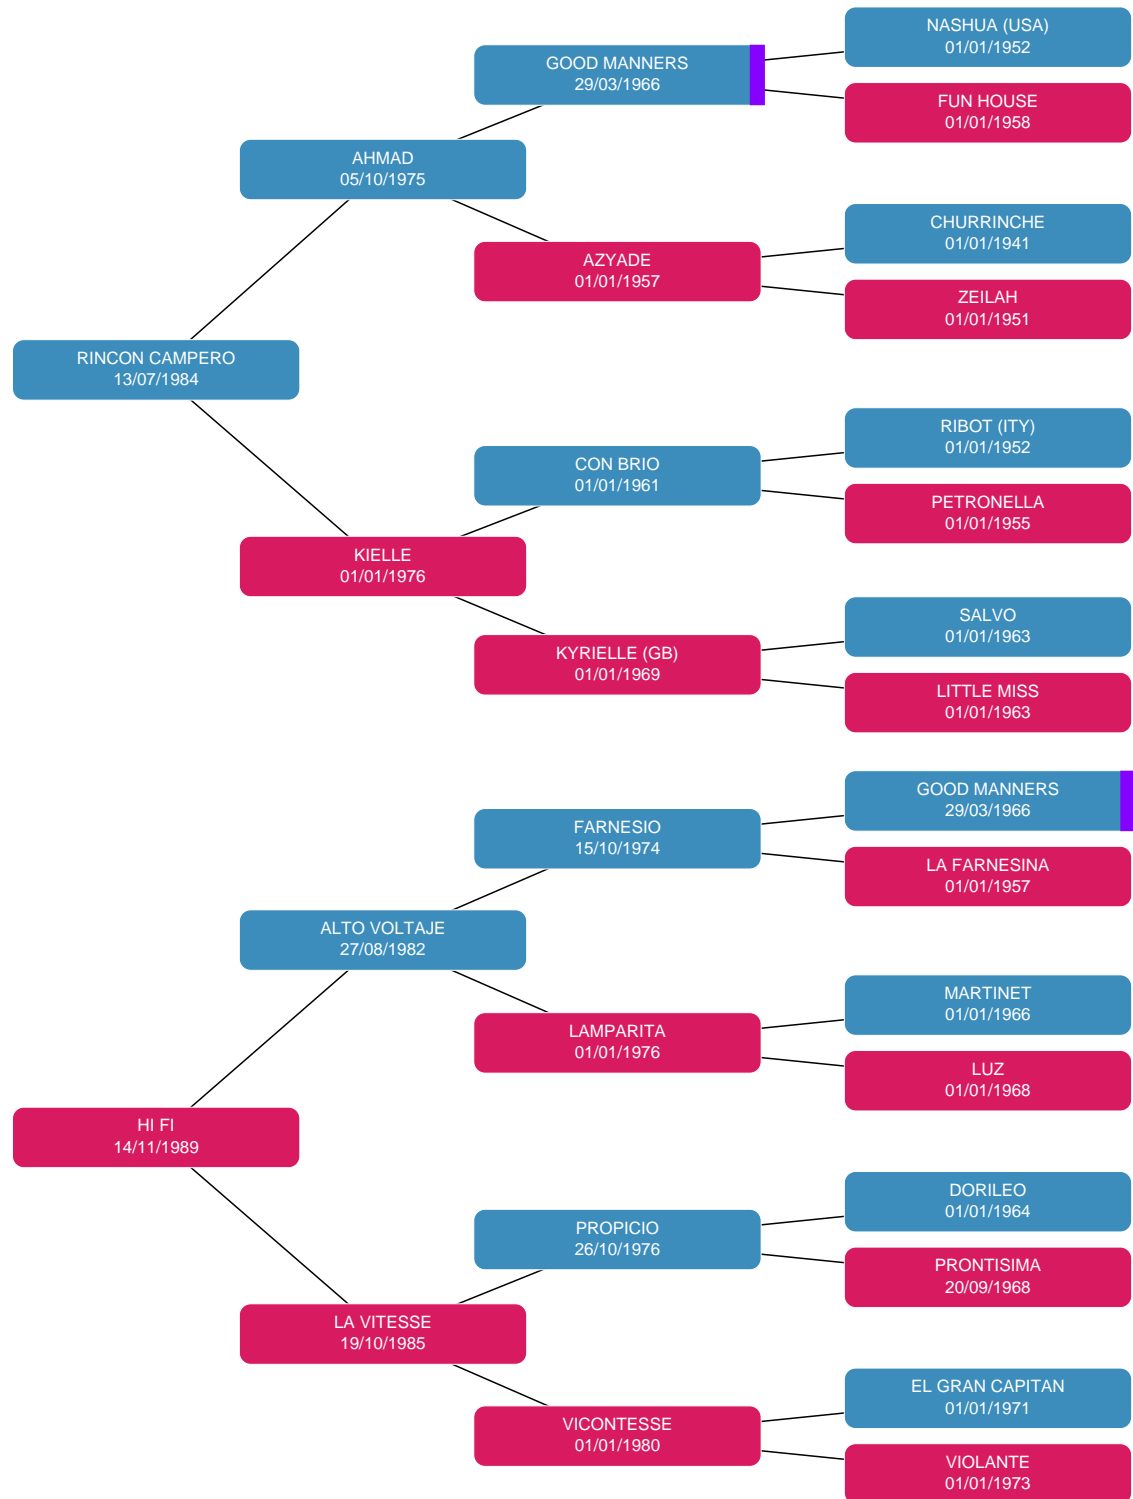 NASHUA (USA)
01/01/1952
GOOD MANNERS
29/03/1966
FUN HOUSE
01/01/1958
AHMAD
05/10/1975
CHURRINCHE
01/01/1941
AZYADE
01/01/1957
ZEILAH
01/01/1951
RINCON CAMPERO
13/07/1984
RIBOT (ITY)
01/01/1952
CON BRIO
01/01/1961
PETRONELLA
01/01/1955
KIELLE
01/01/1976
SALVO
01/01/1963
KYRIELLE (GB)
01/01/1969
LITTLE MISS
01/01/1963
GOOD MANNERS
29/03/1966
FARNESIO
15/10/1974
LA FARNESINA
01/01/1957
ALTO VOLTAJE
27/08/1982
MARTINET
01/01/1966
LAMPARITA
01/01/1976
LUZ
01/01/1968
HI FI
14/11/1989
DORILEO
01/01/1964
PROPICIO
26/10/1976
PRONTISIMA
20/09/1968
LA VITESSE
19/10/1985
EL GRAN CAPITAN
01/01/1971
VICONTESSE
01/01/1980
VIOLANTE
01/01/1973